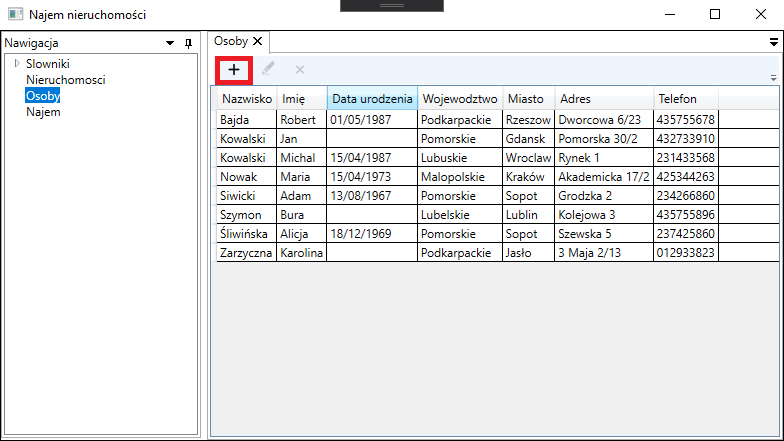 Najem nieruchomości
Nawigacja
Slowniki
Nieruchomosci
Osoby
Najem
Osoby
Nazwisko Imię Data urodzenia Wojewodztwo Miasto Adres Telefon
Bajda Robert 01/05/1987 Podkarpackie Rzeszow Dworcowa 6/23 435755678
Kowalski Jan Pomorskie Gdansk Pomorska 30/2 432733910
Kowalski Michal 15/04/1987 Lubuskie Wroclaw Rynek 1 231433568
Nowak Maria 15/04/1973 Malopolskie Kraków Akademicka 17/2 425344263
Siwicki Adam 13/08/1967 Pomorskie Sopot Grodzka 2 234266860
Szymon Bura Lubelskie Lublin Kolejowa 3 435755896
Śliwińska Alicja 18/12/1969 Pomorskie Sopot Szewska 5 237425860
Zarzyczna Karolina Podkarpackie Jasło 3 Maja 2/13 012933823